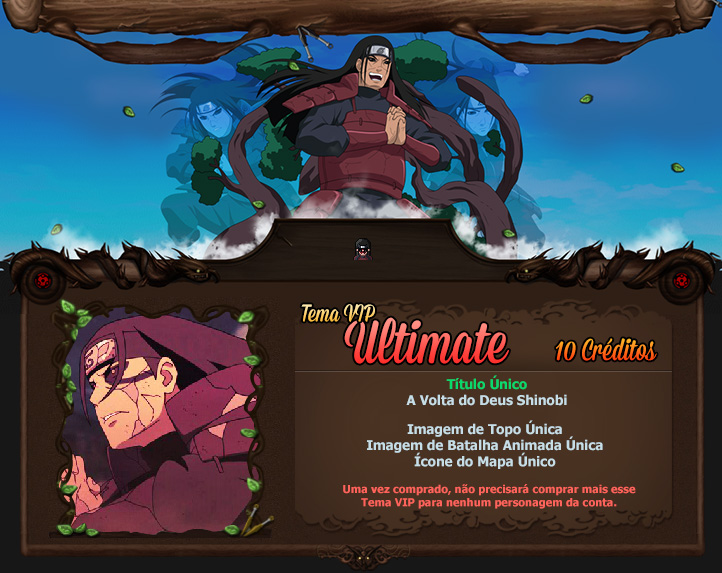 Tema VIP
Ultimate
10 Créditos
Título Único
A Volta do Deus Shinobi
Imagem de Topo Única
Imagem de Batalha Animada Única
Ícone do Mapa Único
Uma vez comprado, não precisará comprar mais esse
Tema VIP para nenhum personagem da conta.